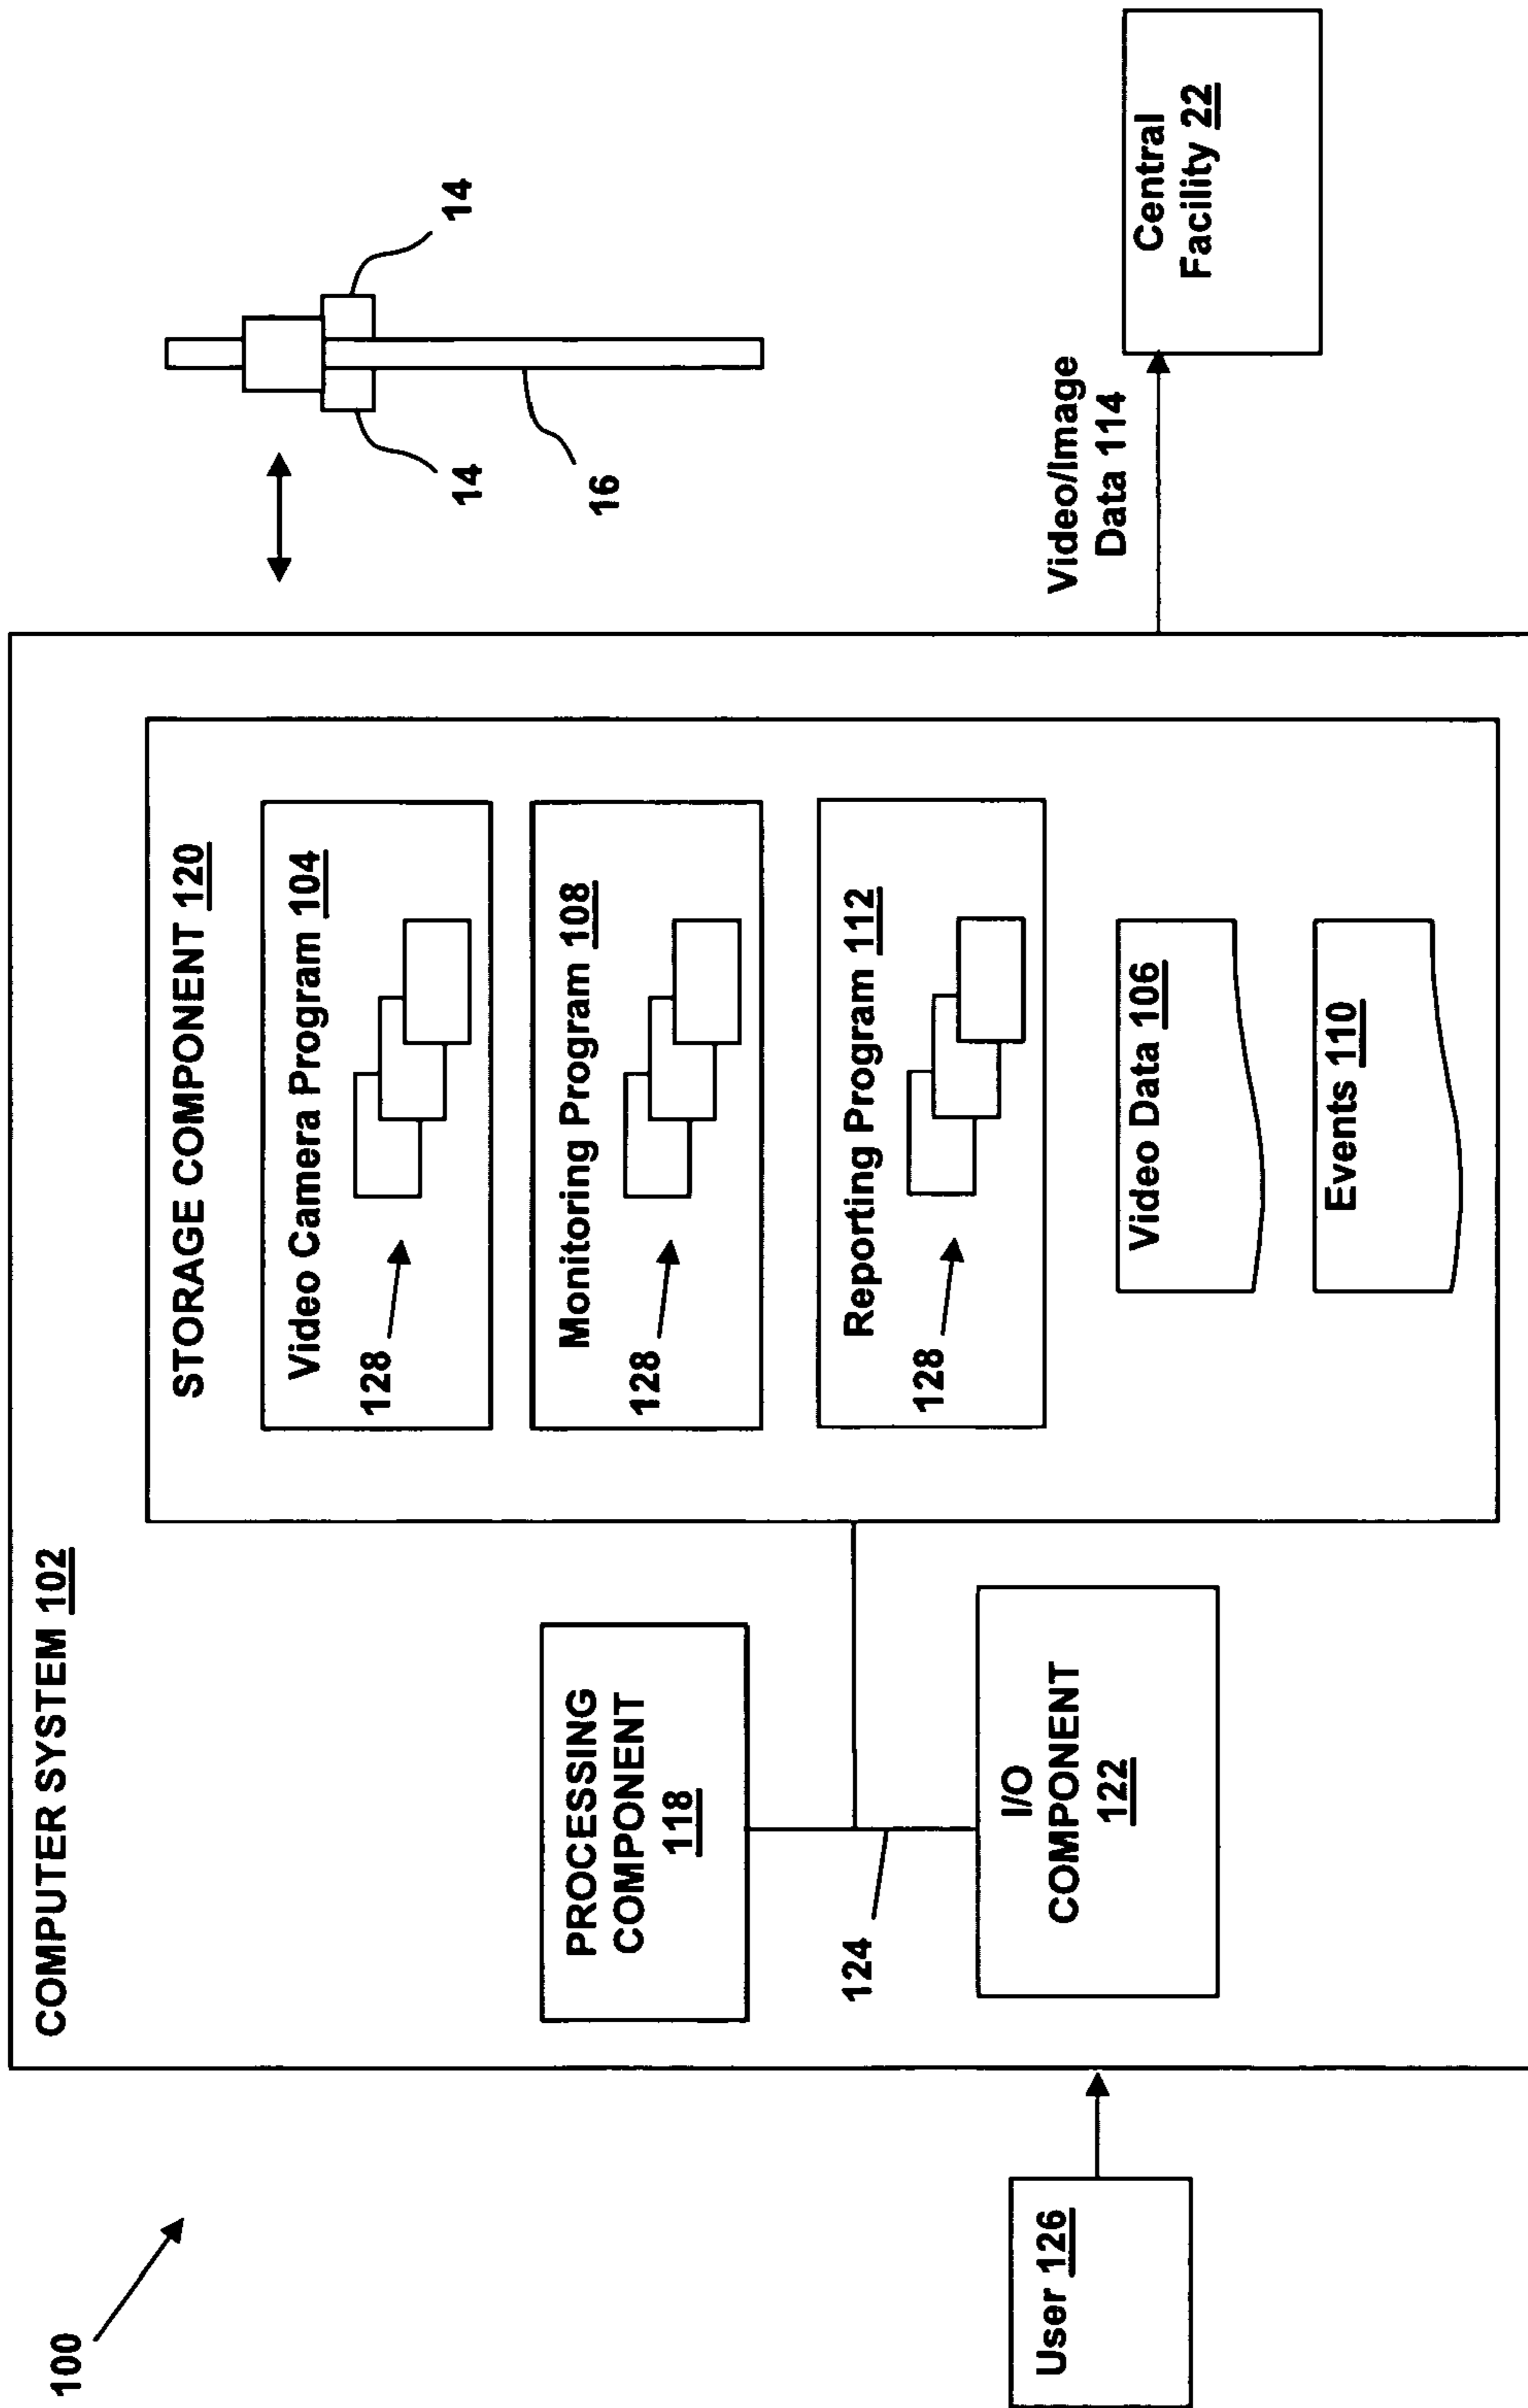 100
COMPUTER SYSTEM 102
STORAGE COMPONENT 120
Video Camera Program 104
128
Monitoring Program 108
128
Reporting Program 112
128
Video Data 106
Events 110
PROCESSING
COMPONENT
118
124
I/O
COMPONENT
122
User 126
14
14
16
Video/Image
Data 114
Central
Facility 22